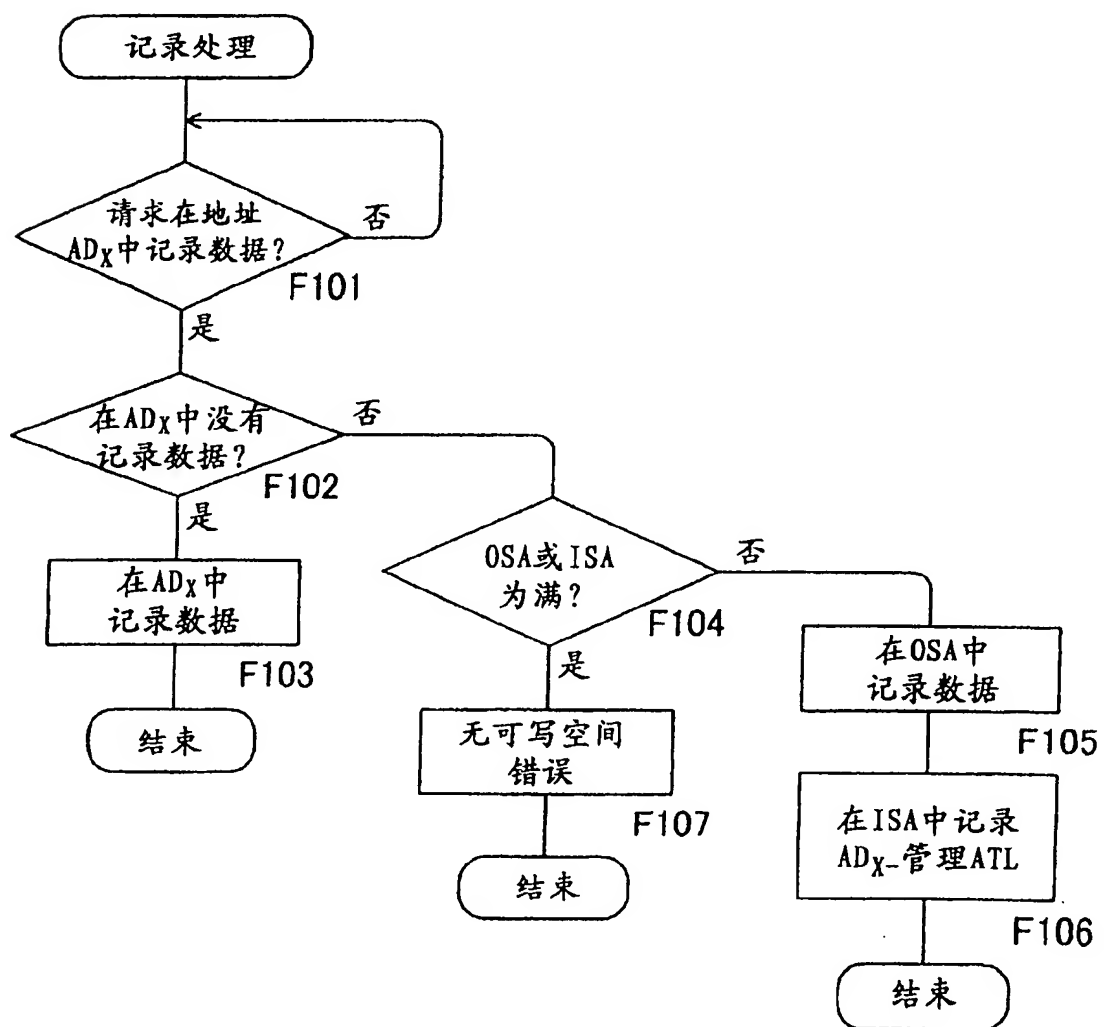 记录处理
请求在地址
ADX中记录数据?
否
F101
是
在ADX中没有
记录数据?
否
F102
是
在ADX中
记录数据
F103
结束
OSA或ISA
为满?
否
F104
是
无可写空间
错误
F107
结束
在OSA中
记录数据
F105
在ISA中记录
ADX-管理ATL
F106
结束